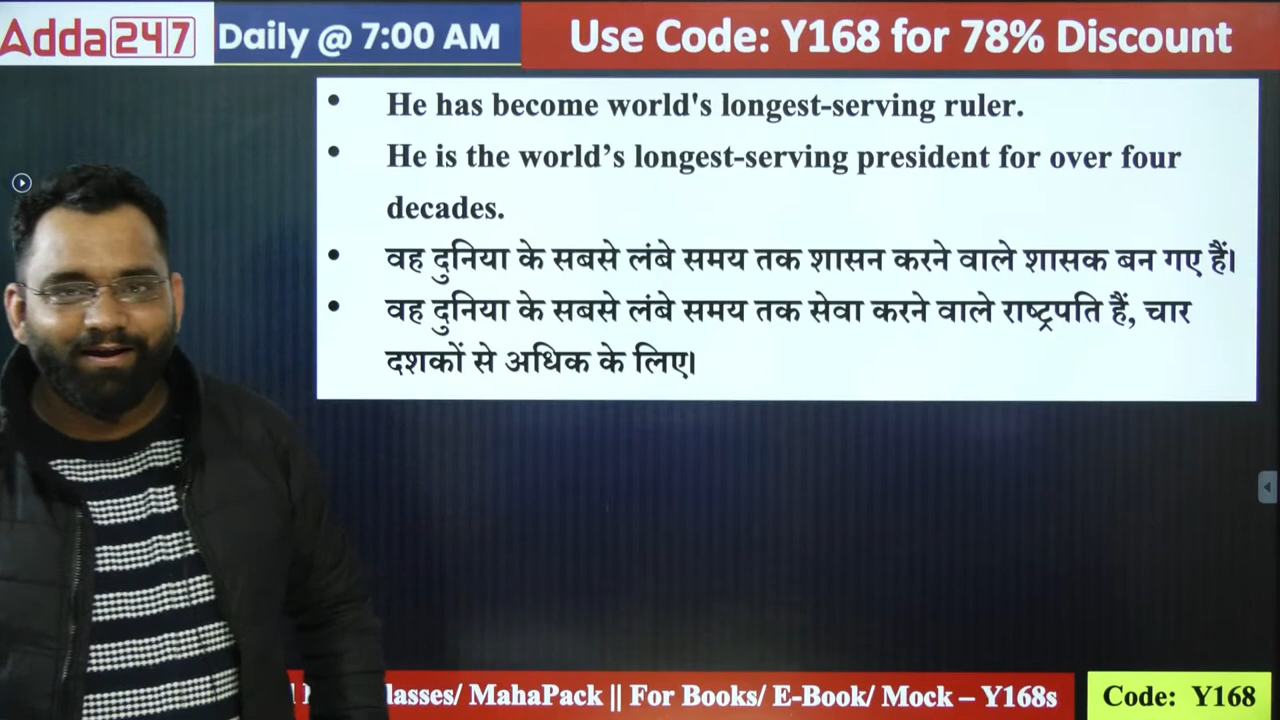 Adda247 Daily @ 7:00 AM Use Code: Y168 for 78% Discount
• He has become world's longest-serving ruler.
• He is the world’s longest-serving president for over four
decades.
• वह दुनिया के सबसे लंबे समय तक शासन करने वाले शासक बन गए हैं।
• वह दुनिया के सबसे लंबे समय तक सेवा करने वाले राष्ट्रपति हैं, चार
दशकों से अधिक के लिए।
lasses/ MahaPack || For Books/ E-Book/ Mock – Y168s Code: Y168